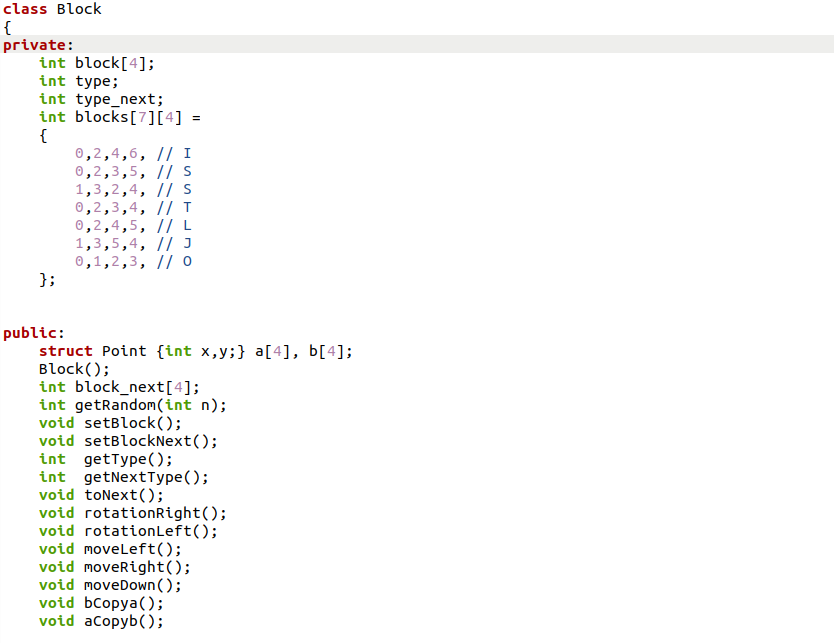 class Block
{
private:
    int block[4];
    int type;
    int type_next;
    int blocks[7][4] =
    {
        0,2,4,6, // I
        0,2,3,5, // S
        1,3,2,4, // S
        0,2,3,4, // T
        0,2,4,5, // L
        1,3,5,4, // J
        0,1,2,3, // O
    };
public:
    struct Point {int x,y;} a[4], b[4];
    Block();
    int block_next[4];
    int getRandom(int n);
    void setBlock();
    void setBlockNext();
    int  getType();
    int  getNextType();
    void toNext();
    void rotationRight();
    void rotationLeft();
    void moveLeft();
    void moveRight();
    void moveDown();
    void bCopya();
    void aCopyb();